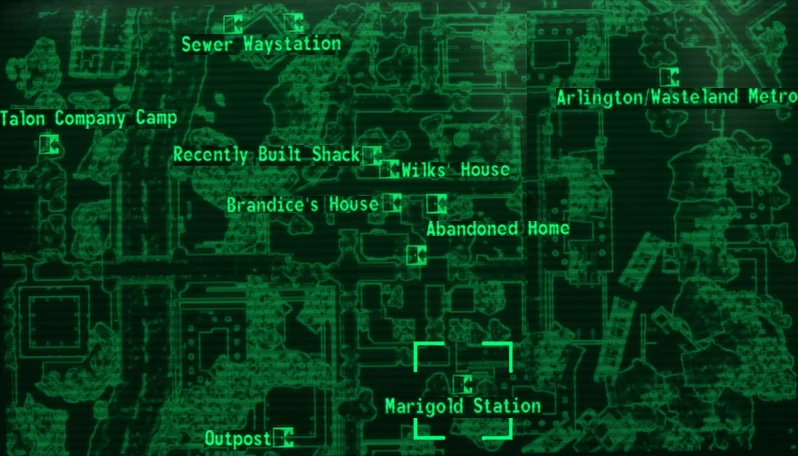 Sewer Waystation
Arlington/Wasteland Metro
Talon Company Camp
Recently Built Shack
Wilks' House
Brandice's House
Abandoned Home
Marigold Station
Outpost